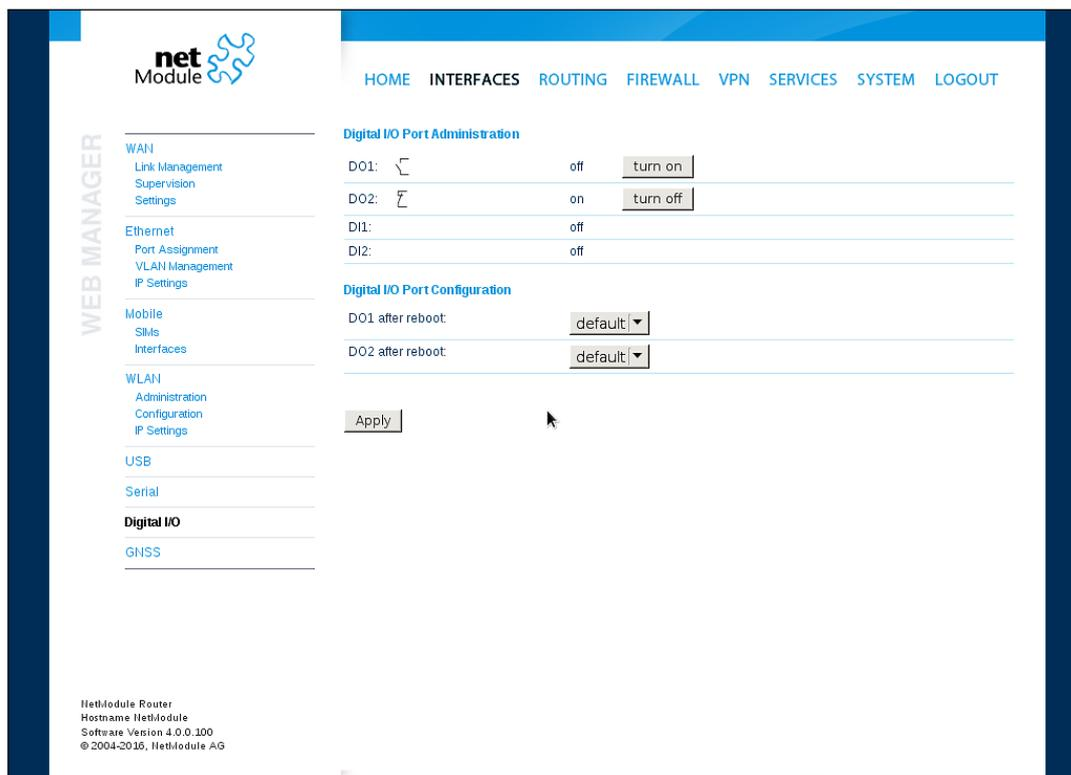 net
Module
HOME INTERFACES ROUTING FIREWALL VPN SERVICES SYSTEM LOGOUT
WEB MANAGER
WAN
Link Management
Supervision
Settings
Ethernet
Port Assignment
VLAN Management
IP Settings
Mobile
SIMs
Interfaces
WLAN
Administration
Configuration
IP Settings
USB
Serial
Digital I/O
GNSS
Digital I/O Port Administration
DO1: off turn on
DO2: on turn off
DI1: off
DI2: off
Digital I/O Port Configuration
DO1 after reboot: default
DO2 after reboot: default
Apply
NetModule Router
Hostname NetModule
Software Version 4.0.0.100
© 2004-2016, NetModule AG